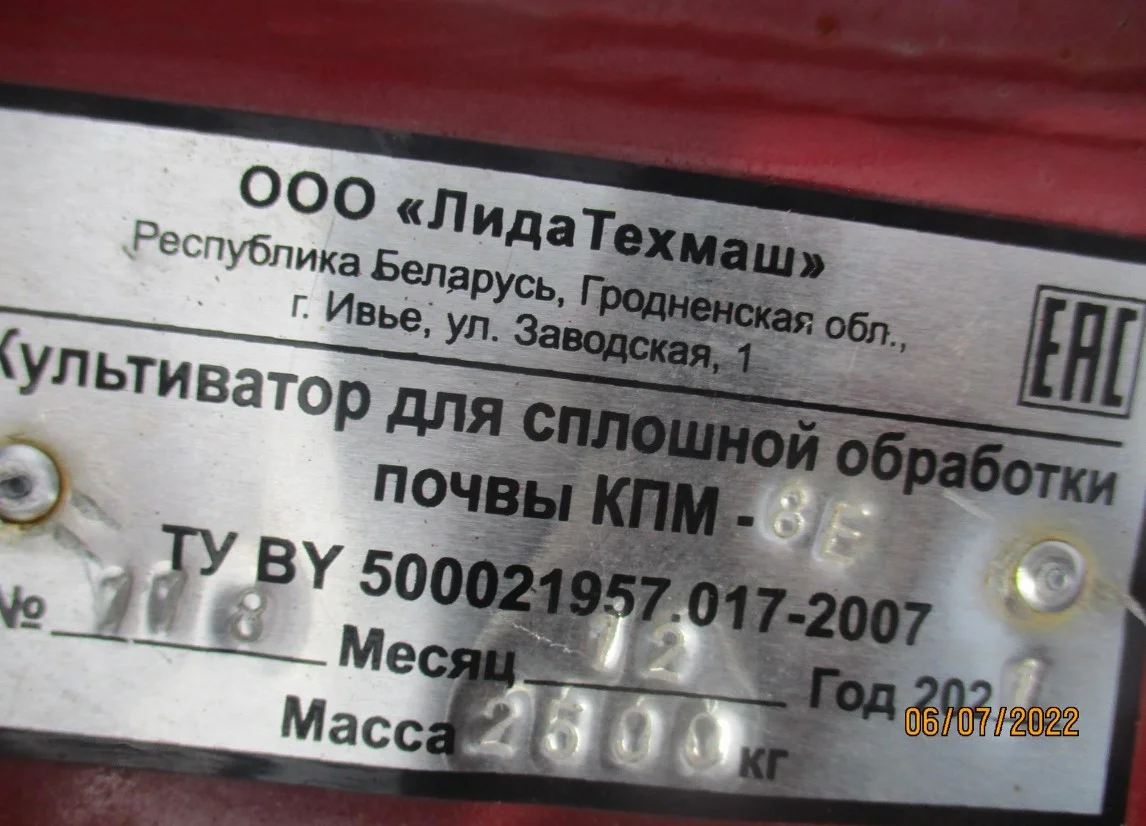 ООО «ЛидаТехмаш»
Республика Беларусь, Гродненская обл.,
г. Ивье, ул. Заводская, 1
ЕАС
Культиватор для сплошной обработки
почвы КПМ - 8Е
ТУ BY 500021957.017-2007
№ 118 Месяц 12 Год 2021
Масса 2500 кг
06/07/2022